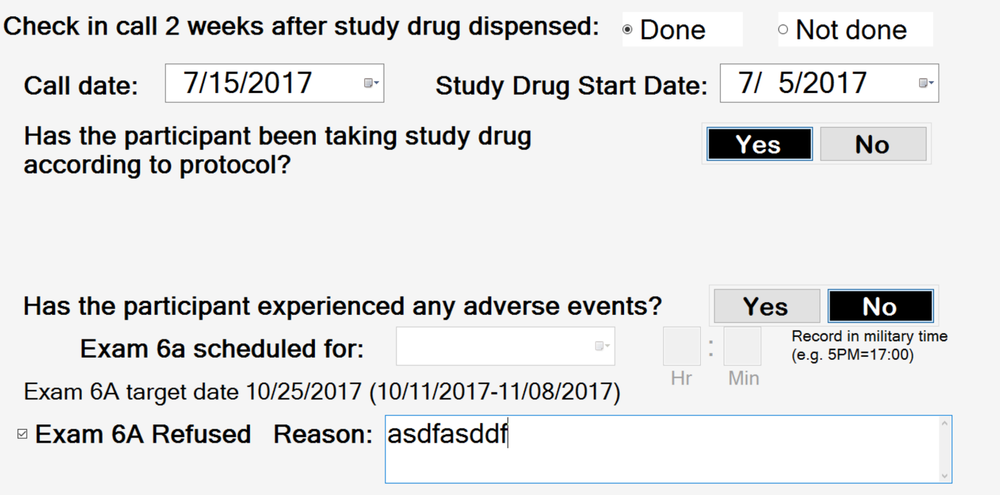 Check in call 2 weeks after study drug dispensed: Done Not done
Call date: 7/15/2017 Study Drug Start Date: 7/ 5/2017
Has the participant been taking study drug Yes No
according to protocol?
Has the participant experienced any adverse events? Yes No
Exam 6a scheduled for: : Record in military time
(e.g. 5PM=17:00)
Hr Min
Exam 6A target date 10/25/2017 (10/11/2017-11/08/2017)
Exam 6A Refused Reason: asdfasddf